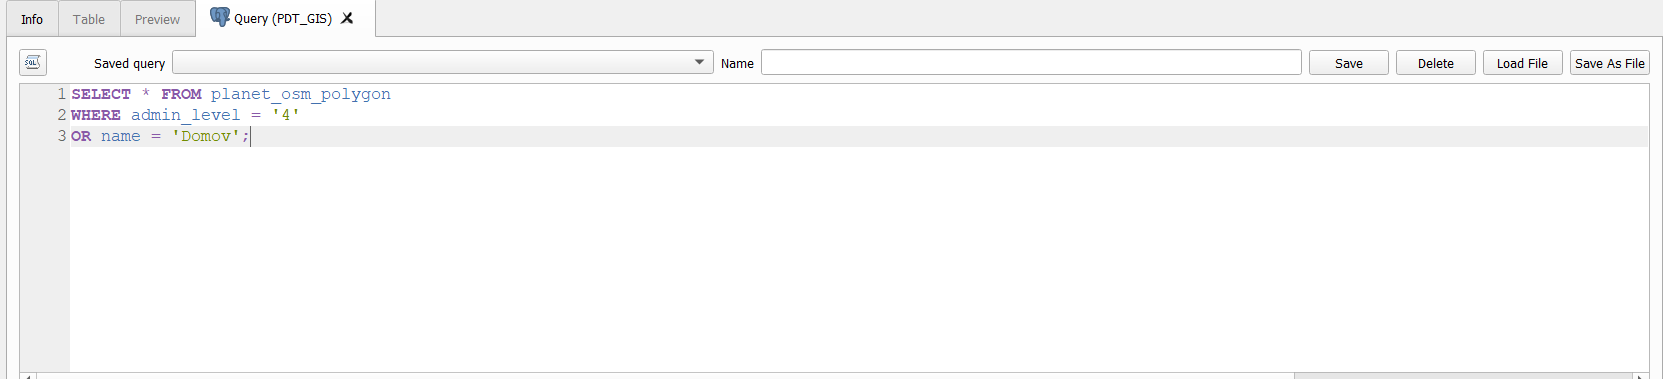 Info Table Preview Query (PDT_GIS)
SQL Saved query Name Save Delete Load File Save As File
1 SELECT * FROM planet_osm_polygon
2 WHERE admin_level = '4'
3 OR name = 'Domov';